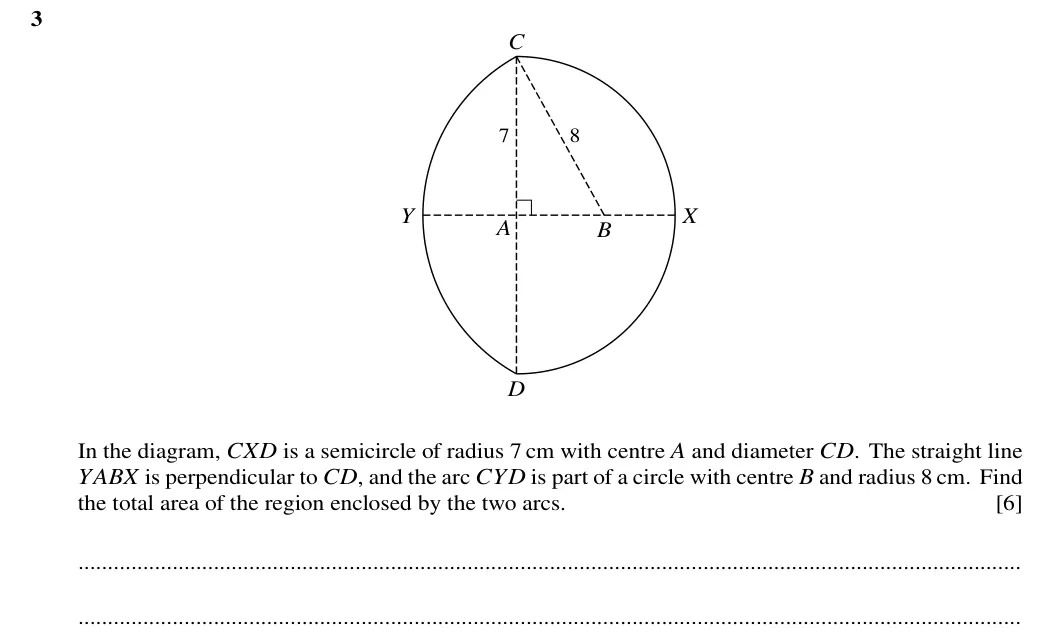 3
C
7
8
Y
A
B
X
D
In the diagram, CXD is a semicircle of radius 7 cm with centre A and diameter CD. The straight line
YABX is perpendicular to CD, and the arc CYD is part of a circle with centre B and radius 8 cm. Find
the total area of the region enclosed by the two arcs. [6]